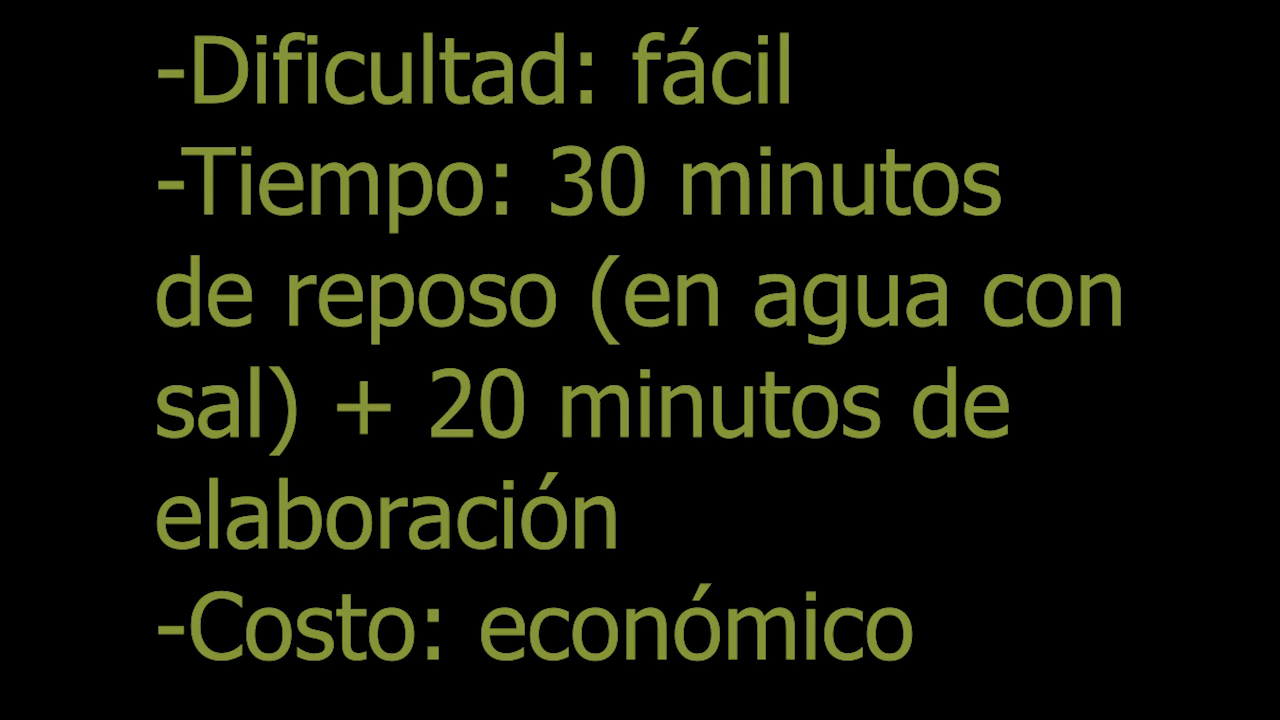 -Dificultad: fácil
-Tiempo: 30 minutos
de reposo (en agua con
sal) + 20 minutos de
elaboración
-Costo: económico